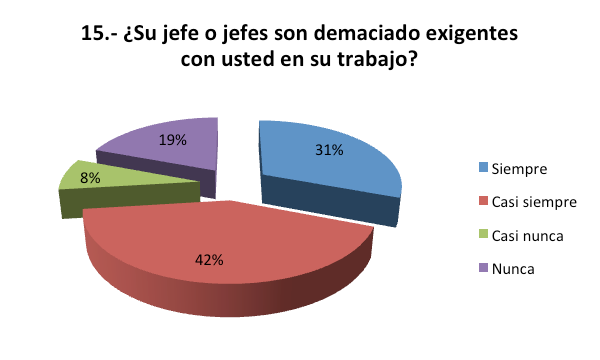 15.- ¿Su jefe o jefes son demaciado exigentes
con usted en su trabajo?
19%
31%
8%
42%
Siempre
Casi siempre
Casi nunca
Nunca